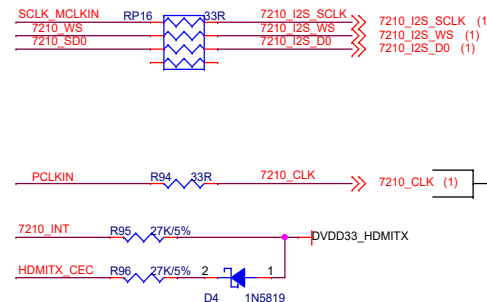 SCLK_MCLKIN RP16 33R 7210_I2S_SCLK 7210_I2S_SCLK (1
7210_WS 7210_I2S_WS 7210_I2S_WS (1)
7210_SD0 7210_I2S_D0 7210_I2S_D0 (1)
PCLKIN R94 33R 7210_CLK 7210_CLK (1)
7210_INT R95 27K/5% DVDD33_HDMITX
HDMITX_CEC R96 27K/5% 2 1
D4 1N5819